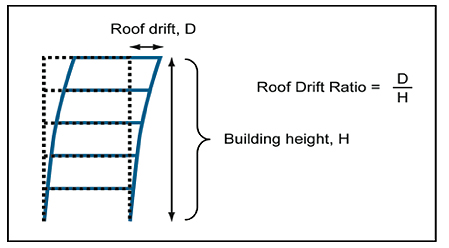 Roof drift, D
Roof Drift Ratio = D
H
Building height, H